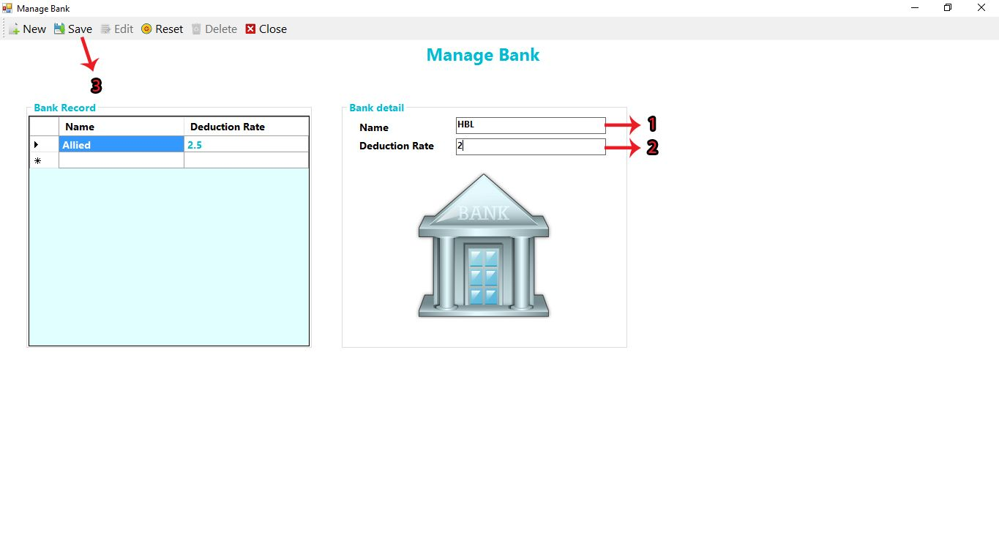 Manage Bank
New Save Edit Reset Delete Close
Manage Bank
3
Bank Record
Name Deduction Rate
Allied 2.5
Bank detail
Name HBL 1
Deduction Rate 2 2
BANK